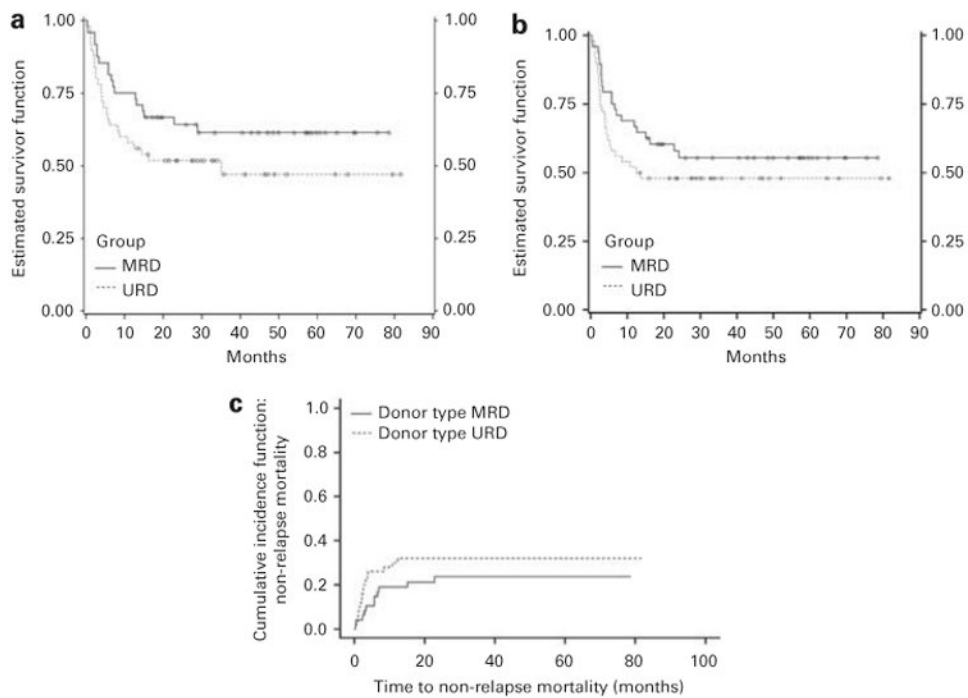 a
1.00
0.75
0.50
0.25
0.00
Estimated survivor function
Group
MRD
URD
1.00
0.75
0.50
0.25
0.00
0 10 20 30 40 50 60 70 80 90
Months
b
1.00
0.75
0.50
0.25
0.00
Estimated survivor function
Group
MRD
URD
1.00
0.75
0.50
0.25
0.00
0 10 20 30 40 50 60 70 80 90
Months
c
Cumulative incidence function:
non-relapse mortality
1.0
0.8
0.6
0.4
0.2
0.0
Donor type MRD
Donor type URD
0 20 40 60 80 100
Time to non-relapse mortality (months)